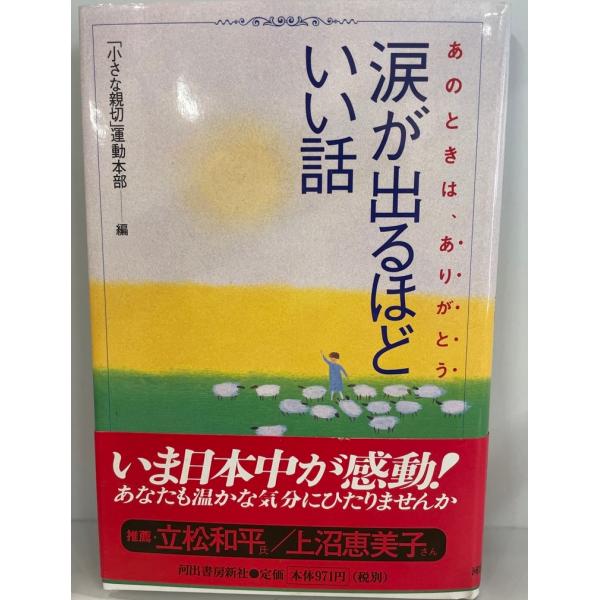 あのときは、ありがとう
涙が出るほど
いい話
「小さな親切」運動本部――編
いま日本中が感動!
あなたも温かな気分にひたりませんか
推薦・立松和平氏/上沼恵美子さん
河出書房新社●定価 本体971円(税別)